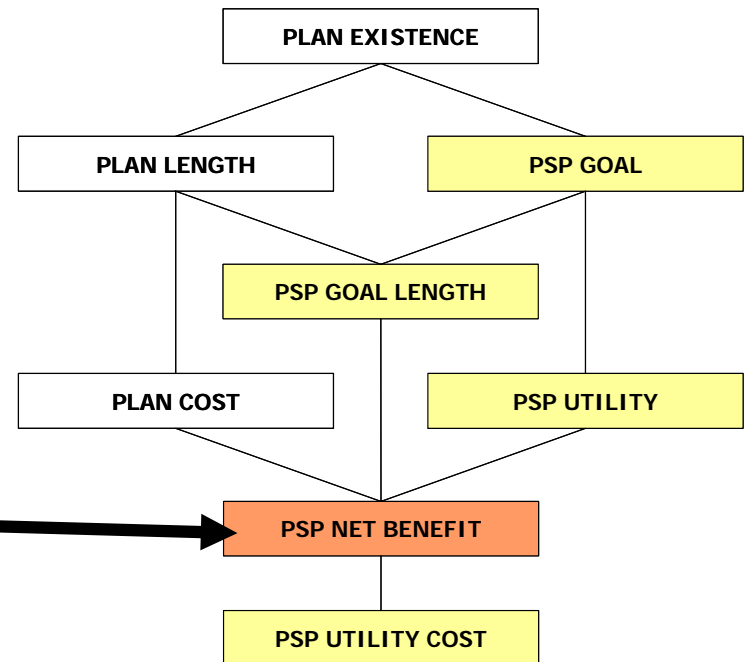 PLAN EXISTENCE
PLAN LENGTH
PSP GOAL
PSP GOAL LENGTH
PLAN COST
PSP UTILITY
PSP NET BENEFIT
PSP UTILITY COST